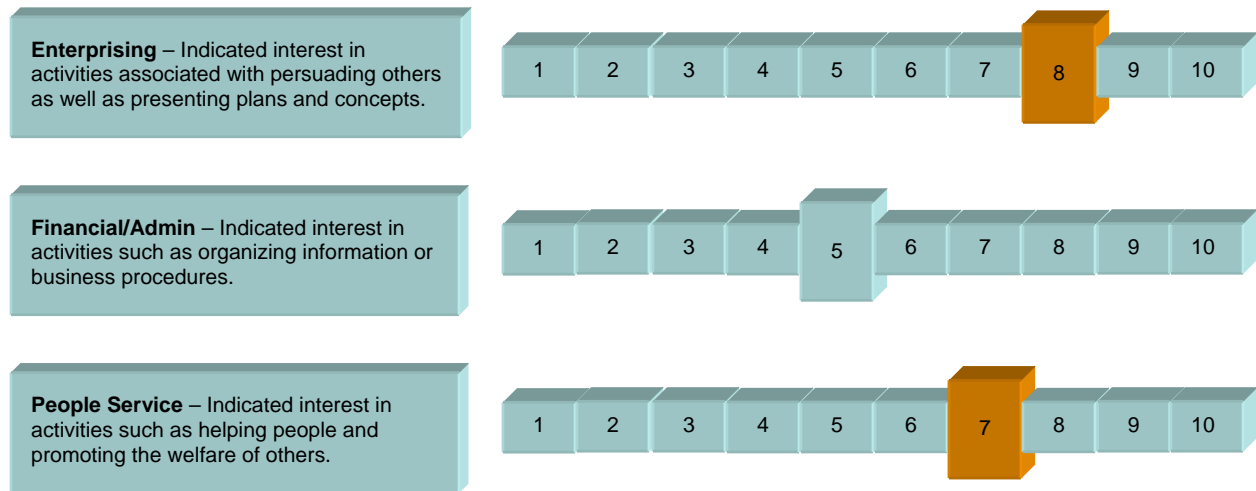 Enterprising – Indicated interest in
activities associated with persuading others
as well as presenting plans and concepts.
1 2 3 4 5 6 7 8 9 10
Financial/Admin – Indicated interest in
activities such as organizing information or
business procedures.
1 2 3 4 5 6 7 8 9 10
People Service – Indicated interest in
activities such as helping people and
promoting the welfare of others.
1 2 3 4 5 6 7 8 9 10